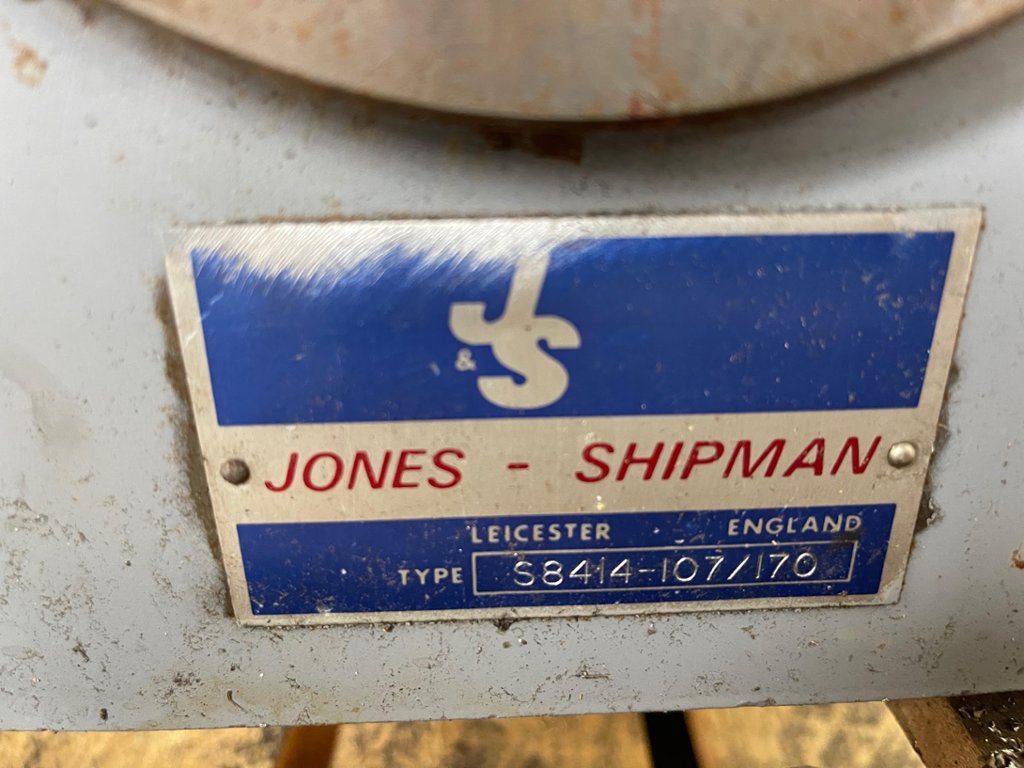 J
& S
JONES - SHIPMAN
LEICESTER ENGLAND
TYPE S8414-107/170